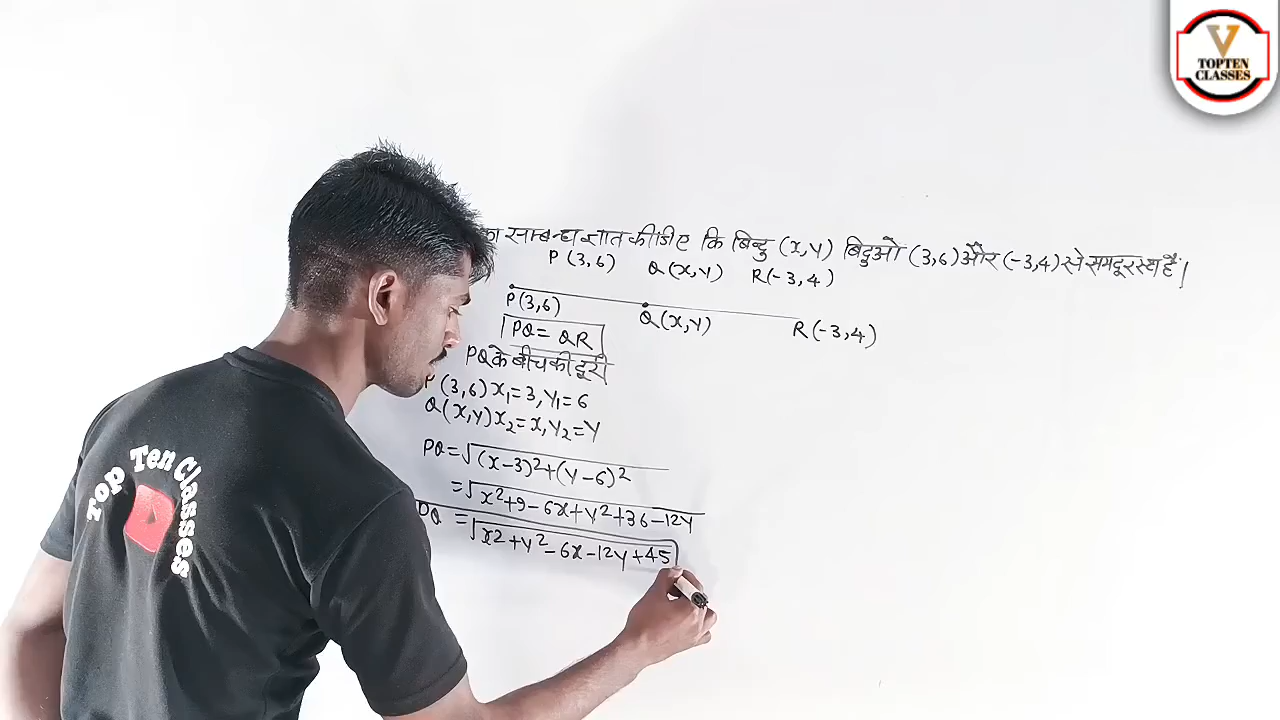 V
TOPTEN
CLASSES
का सम्बन्ध ज्ञात कीजिए कि बिन्दु (x,y) बिंदुओ (3,6) और (-3,4) से समदूरस्थ है।
P(3,6) Q(x,y) R(-3,4)
P(3,6) Q(x,y) R(-3,4)
PQ = QR
PQ के बीच की दूरी
P(3,6) x₁=3, y₁=6
Q(x,y) x₂=x, y₂=y
PQ=√(x-3)²+(y-6)²
=√x²+9-6x+y²+36-12y
PQ =√x2+y²-6x-12y+45
Top Ten Classes